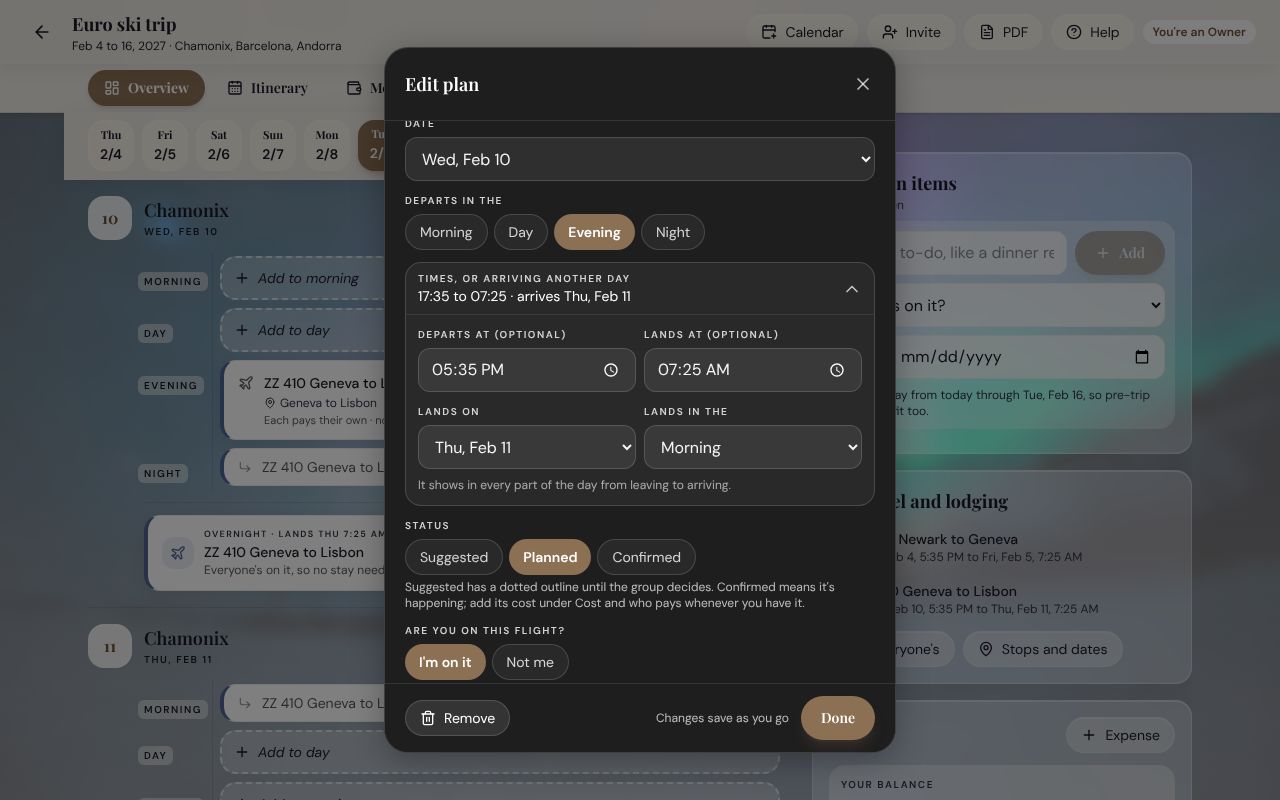 Euro ski trip
Feb 4 to 16, 2027 · Chamonix, Barcelona, Andorra
Calendar
Invite
PDF
Help
You're an Owner
Overview
Itinerary
Thu
2/4
Fri
2/5
Sat
2/6
Sun
2/7
Mon
2/8
10
Chamonix
WED, FEB 10
MORNING
Add to morning
DAY
Add to day
EVENING
ZZ 410 Geneva to L
Geneva to Lisbon
Each pays their own · 
NIGHT
ZZ 410 Geneva to L
OVERNIGHT · LANDS THU 7:25 AM
ZZ 410 Geneva to Lisbon
Everyone's on it, so no stay need
11
Chamonix
THU, FEB 11
MORNING
ZZ 410 Geneva to L
DAY
Add to day
Edit plan
DATE
Wed, Feb 10
DEPARTS IN THE
Morning
Day
Evening
Night
TIMES, OR ARRIVING ANOTHER DAY
17:35 to 07:25 · arrives Thu, Feb 11
DEPARTS AT (OPTIONAL)
LANDS AT (OPTIONAL)
05:35 PM
07:25 AM
LANDS ON
LANDS IN THE
Thu, Feb 11
Morning
It shows in every part of the day from leaving to arriving.
STATUS
Suggested
Planned
Confirmed
Suggested has a dotted outline until the group decides. Confirmed means it's
happening; add its cost under Cost and who pays whenever you have it.
ARE YOU ON THIS FLIGHT?
I'm on it
Not me
Remove
Changes save as you go
Done
items
to-do, like a dinner re
Add
on it?
mm/dd/yyyy
from today through Tue, Feb 16, so pre-trip
it too.
and lodging
Newark to Geneva
4, 5:35 PM to Fri, Feb 5, 7:25 AM
Geneva to Lisbon
10, 5:35 PM to Thu, Feb 11, 7:25 AM
Stops and dates
Expense
YOUR BALANCE